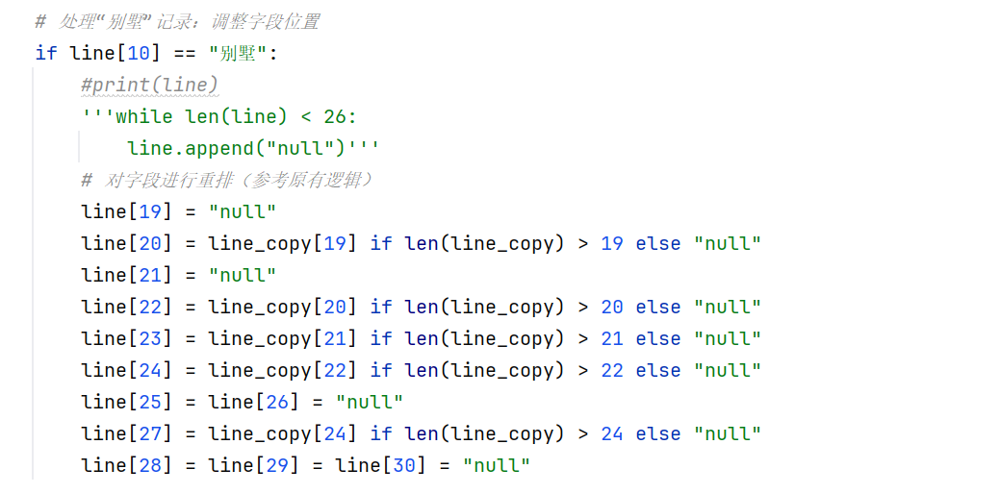 # 处理“别墅”记录：调整字段位置
if line[10] == "别墅":
    #print(line)
    '''while len(line) < 26:
        line.append("null")'''
    # 对字段进行重排（参考原有逻辑）
    line[19] = "null"
    line[20] = line_copy[19] if len(line_copy) > 19 else "null"
    line[21] = "null"
    line[22] = line_copy[20] if len(line_copy) > 20 else "null"
    line[23] = line_copy[21] if len(line_copy) > 21 else "null"
    line[24] = line_copy[22] if len(line_copy) > 22 else "null"
    line[25] = line[26] = "null"
    line[27] = line_copy[24] if len(line_copy) > 24 else "null"
    line[28] = line[29] = line[30] = "null"